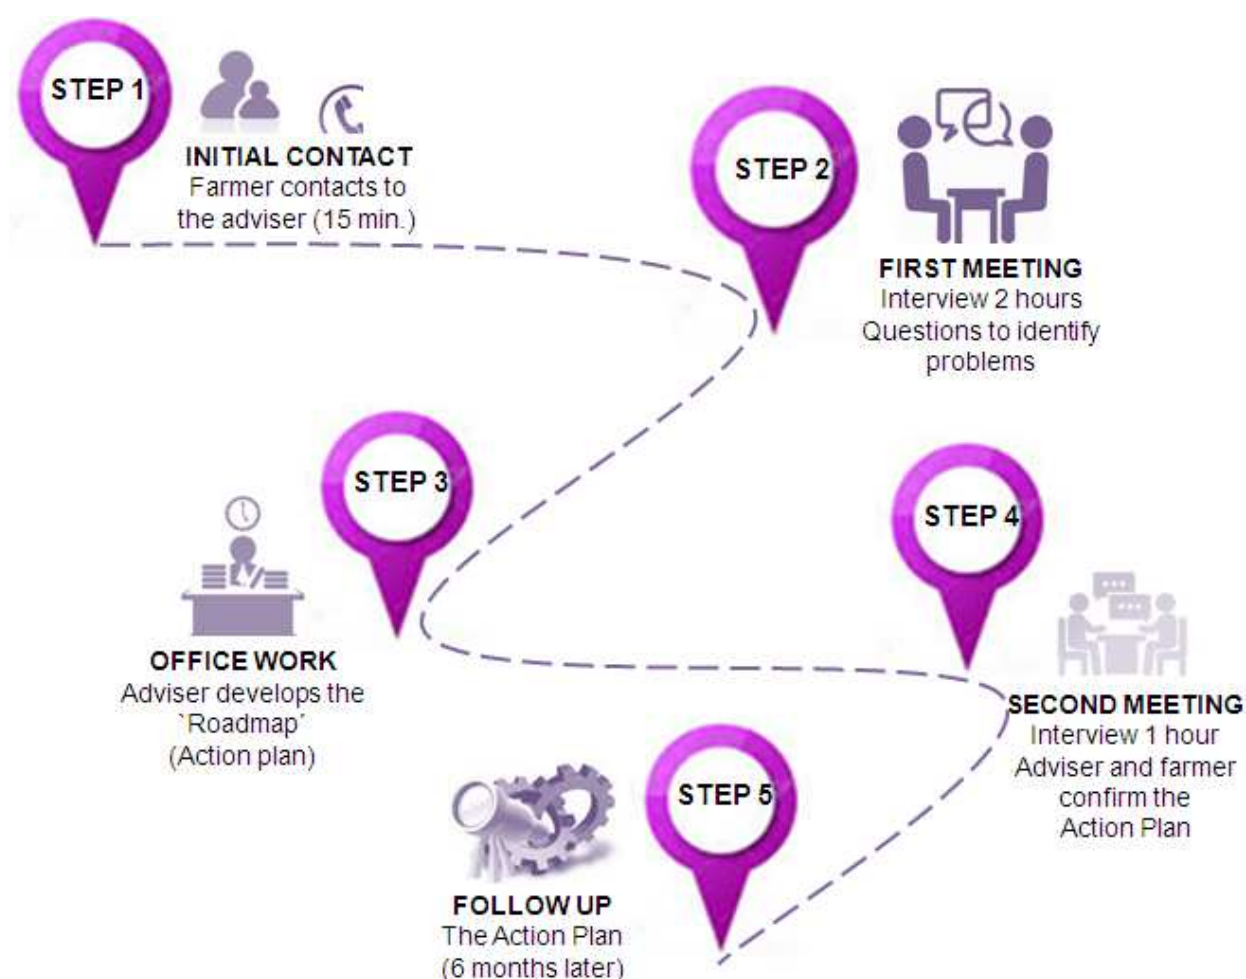 STEP 1
INITIAL CONTACT
Farmer contacts to
the adviser (15 min.)
STEP 2
FIRST MEETING
Interview 2 hours
Questions to identify
problems
STEP 3
OFFICE WORK
Adviser develops the
`Roadmap´
(Action plan)
STEP 4
SECOND MEETING
Interview 1 hour
Adviser and farmer
confirm the
Action Plan
STEP 5
FOLLOW UP
The Action Plan
(6 months later)